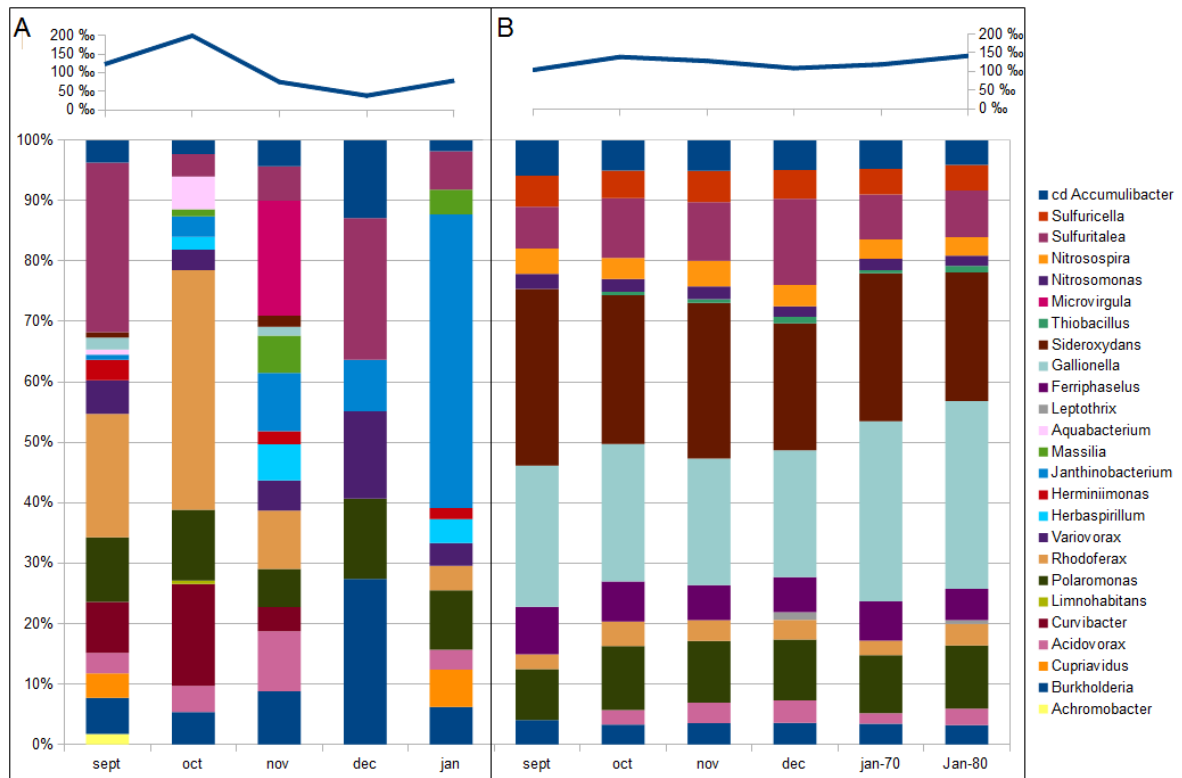 A
200 ‰
150 ‰
100 ‰
50 ‰
0 ‰
B
200 ‰
150 ‰
100 ‰
50 ‰
0 ‰
100%
90%
80%
70%
60%
50%
40%
30%
20%
10%
0%
sept
oct
nov
dec
jan
sept
oct
nov
dec
jan-70
Jan-80
cd Accumulibacter
Sulfuricella
Sulfuritalea
Nitrosospira
Nitrosomonas
Microvirgula
Thiobacillus
Sideroxydans
Gallionella
Ferriphaselus
Leptothrix
Aquabacterium
Massilia
Janthinobacterium
Herminiimonas
Herbaspirillum
Variovorax
Rhodoferax
Polaromonas
Limnohabitans
Curvibacter
Acidovorax
Cupriavidus
Burkholderia
Achromobacter